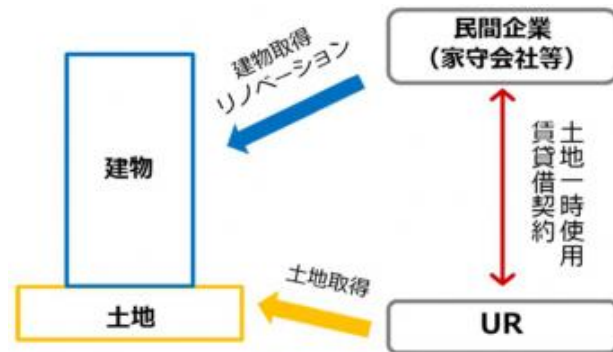 民間企業
（家守会社等）
建物取得
リノベーション
建物
土地一時使用
賃貸借契約
土地取得
土地
UR